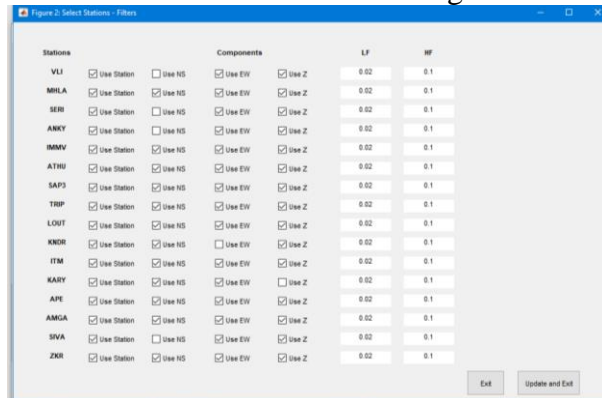 Figure 2: Select Stations - Filters
Stations Components LF HF
VLI Use Station Use NS Use EW Use Z 0.02 0.1
MHLA Use Station Use NS Use EW Use Z 0.02 0.1
SERI Use Station Use NS Use EW Use Z 0.02 0.1
ANKY Use Station Use NS Use EW Use Z 0.02 0.1
IMMV Use Station Use NS Use EW Use Z 0.02 0.1
ATHU Use Station Use NS Use EW Use Z 0.02 0.1
SAP3 Use Station Use NS Use EW Use Z 0.02 0.1
TRIP Use Station Use NS Use EW Use Z 0.02 0.1
LOUT Use Station Use NS Use EW Use Z 0.02 0.1
KNDR Use Station Use NS Use EW Use Z 0.02 0.1
ITM Use Station Use NS Use EW Use Z 0.02 0.1
KARY Use Station Use NS Use EW Use Z 0.02 0.1
APE Use Station Use NS Use EW Use Z 0.02 0.1
AMGA Use Station Use NS Use EW Use Z 0.02 0.1
SIVA Use Station Use NS Use EW Use Z 0.02 0.1
ZKR Use Station Use NS Use EW Use Z 0.02 0.1
Exit Update and Exit